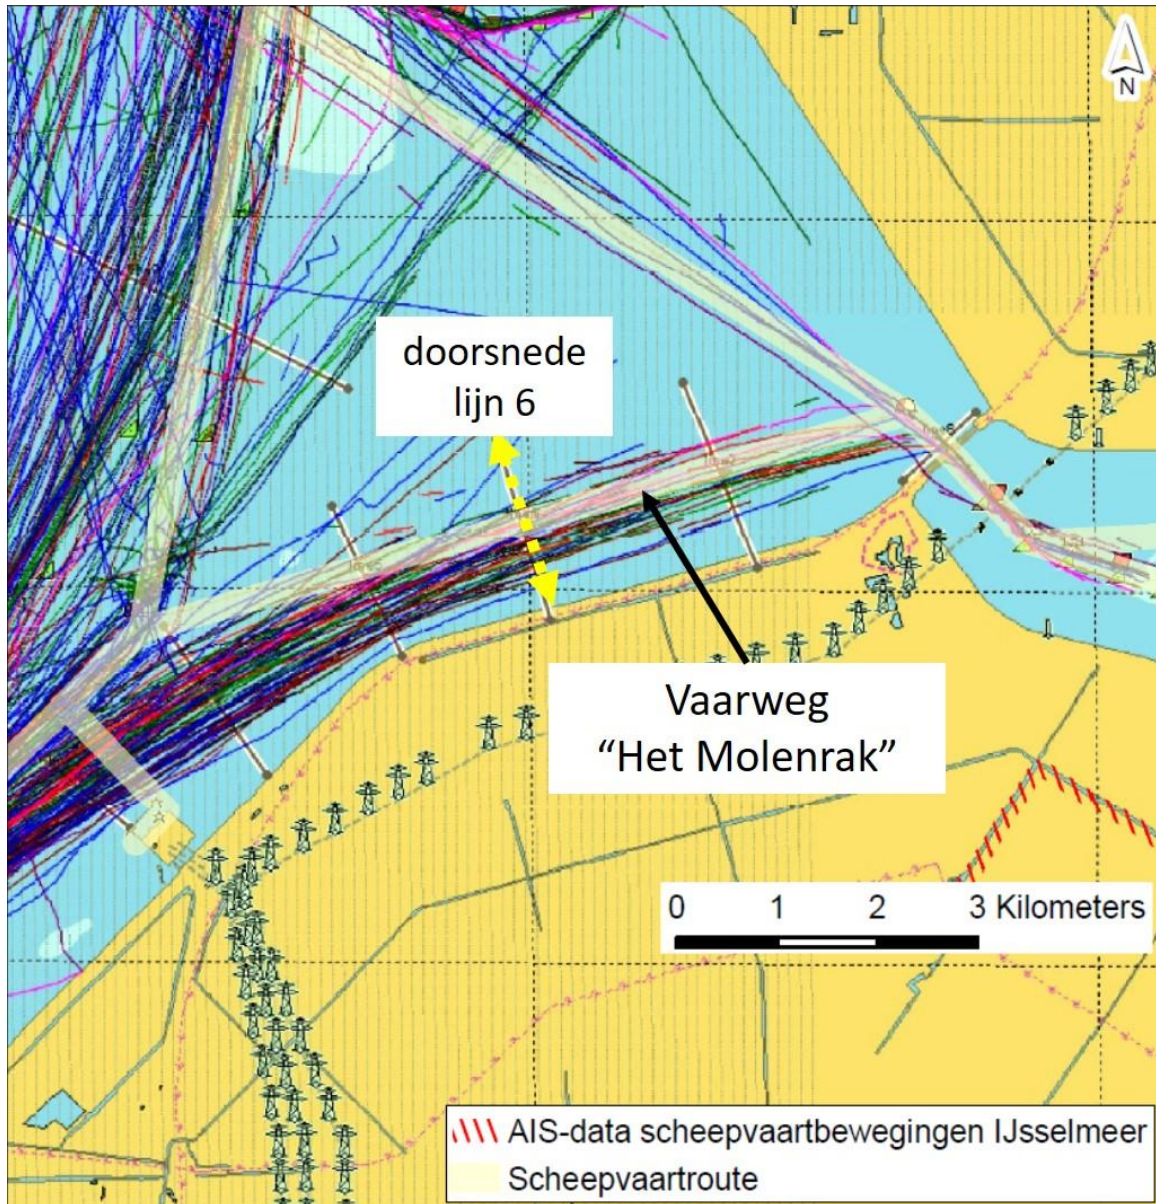 N
doorsnede
lijn 6
Vaarweg
“Het Molenrak”
0 1 2 3 Kilometers
AIS-data scheepvaartbewegingen IJsselmeer
Scheepvaartroute